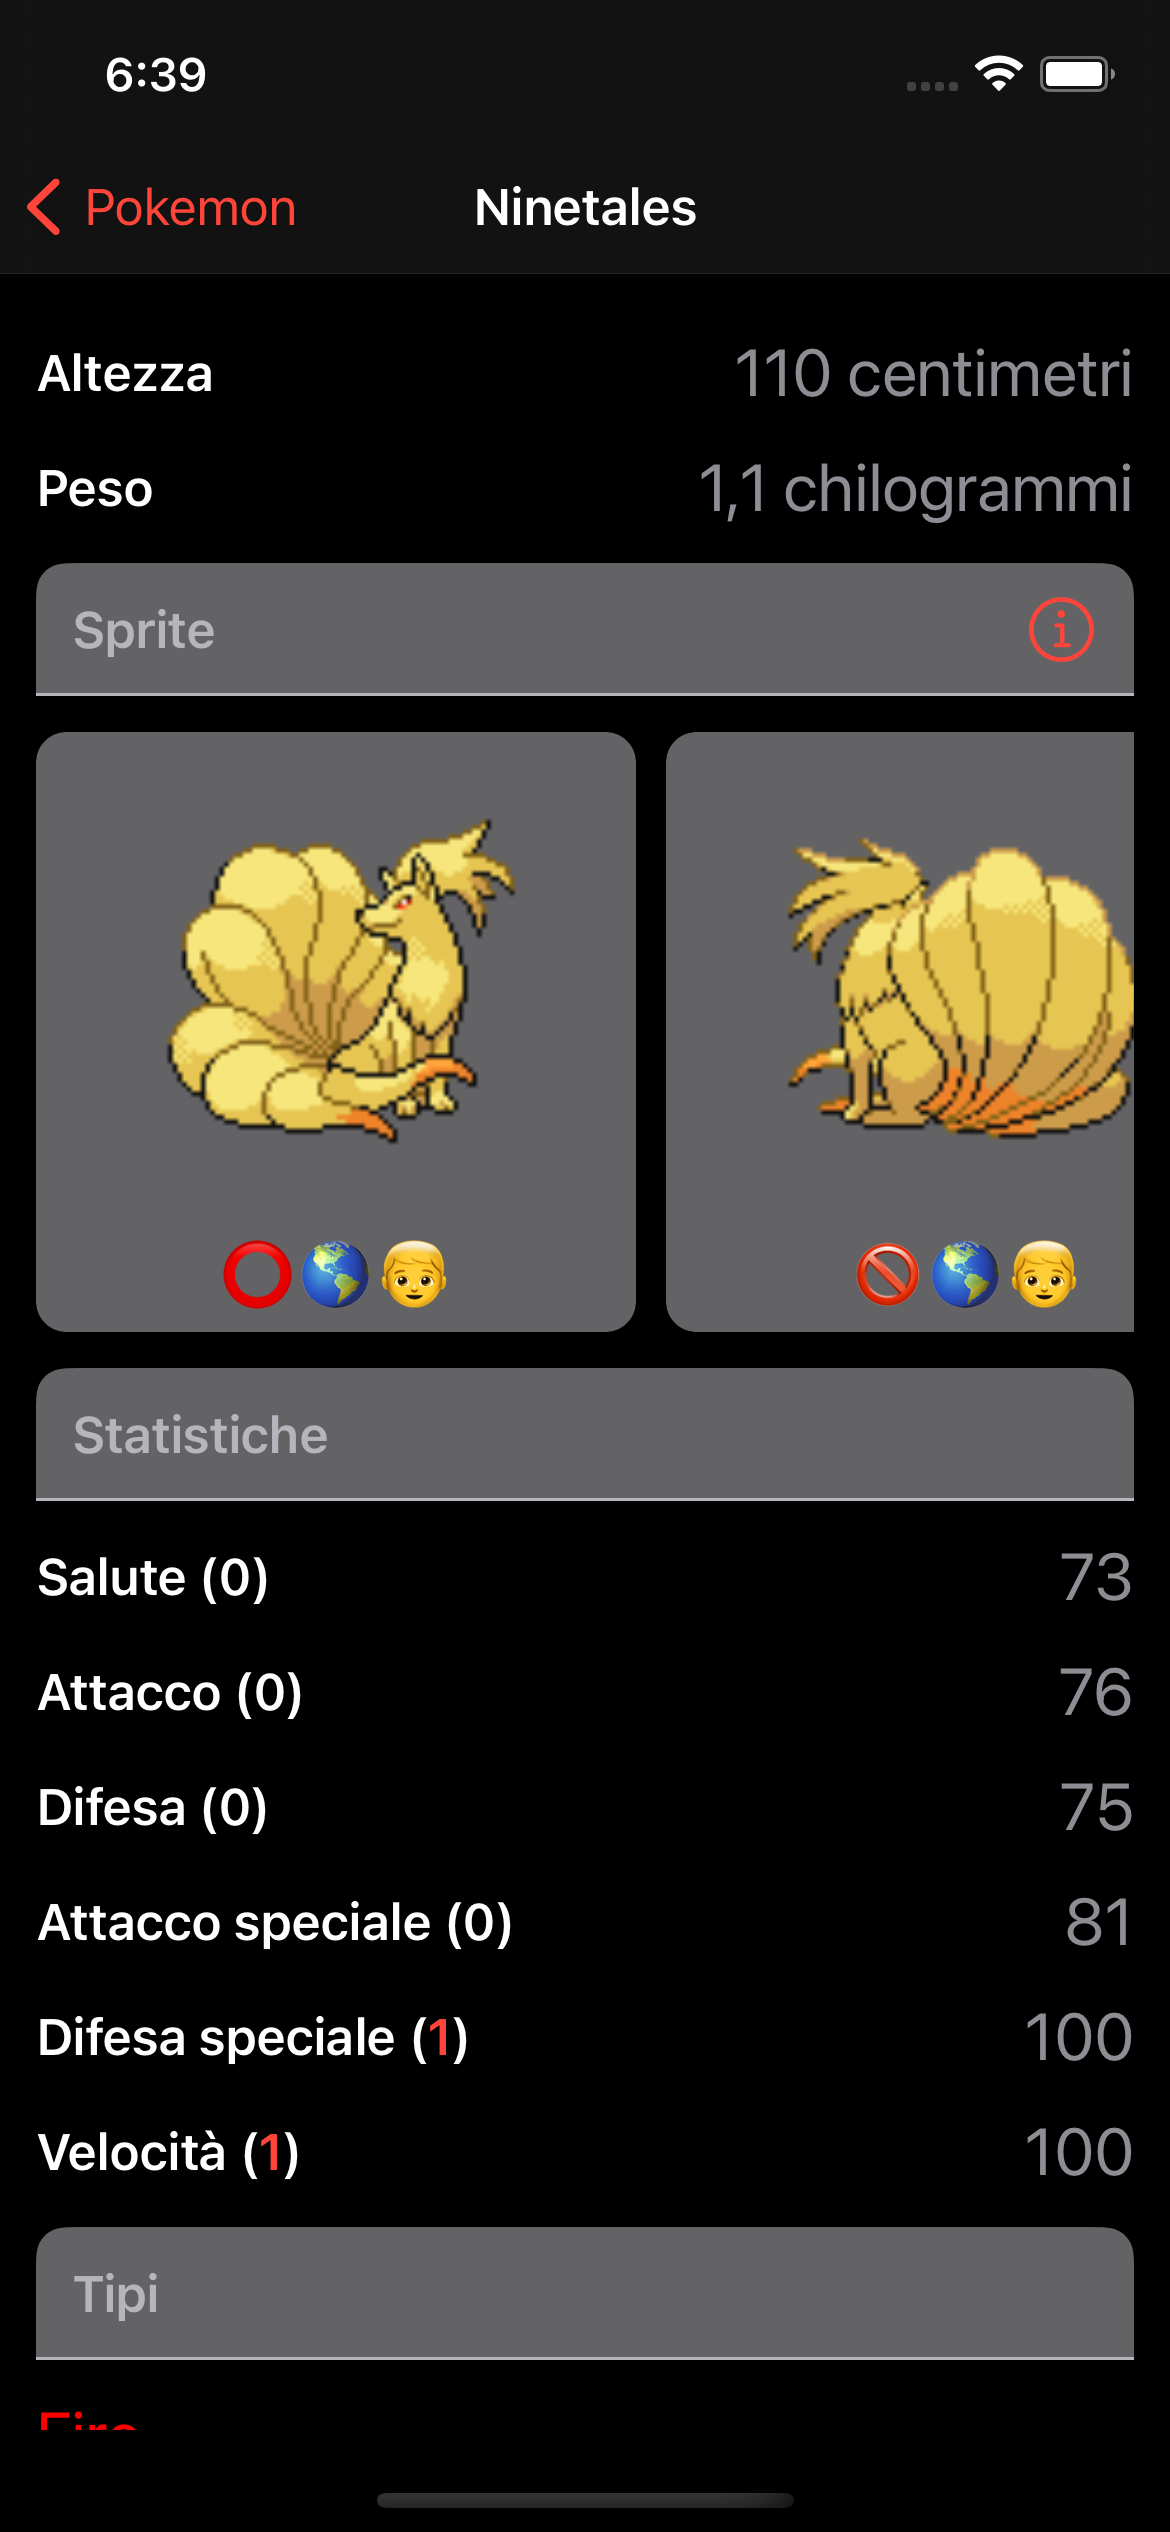 6:39
Pokemon
Ninetales
Altezza 110 centimetri
Peso 1,1 chilogrammi
Sprite
Statistiche
Salute (0) 73
Attacco (0) 76
Difesa (0) 75
Attacco speciale (0) 81
Difesa speciale (1) 100
Velocità (1) 100
Tipi
Fire